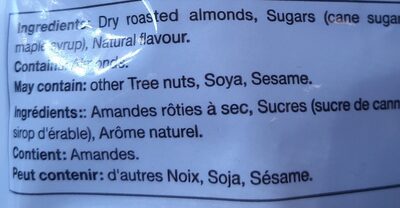 Ingredients: Dry roasted almonds, Sugars (cane sugar
maple syrup), Natural flavour.
Contains: Almonds.
May contain: other Tree nuts, Soya, Sesame.
Ingrédients:: Amandes rôties à sec, Sucres (sucre de cann
sirop d'érable), Arôme naturel.
Contient: Amandes.
Peut contenir: d'autres Noix, Soja, Sésame.